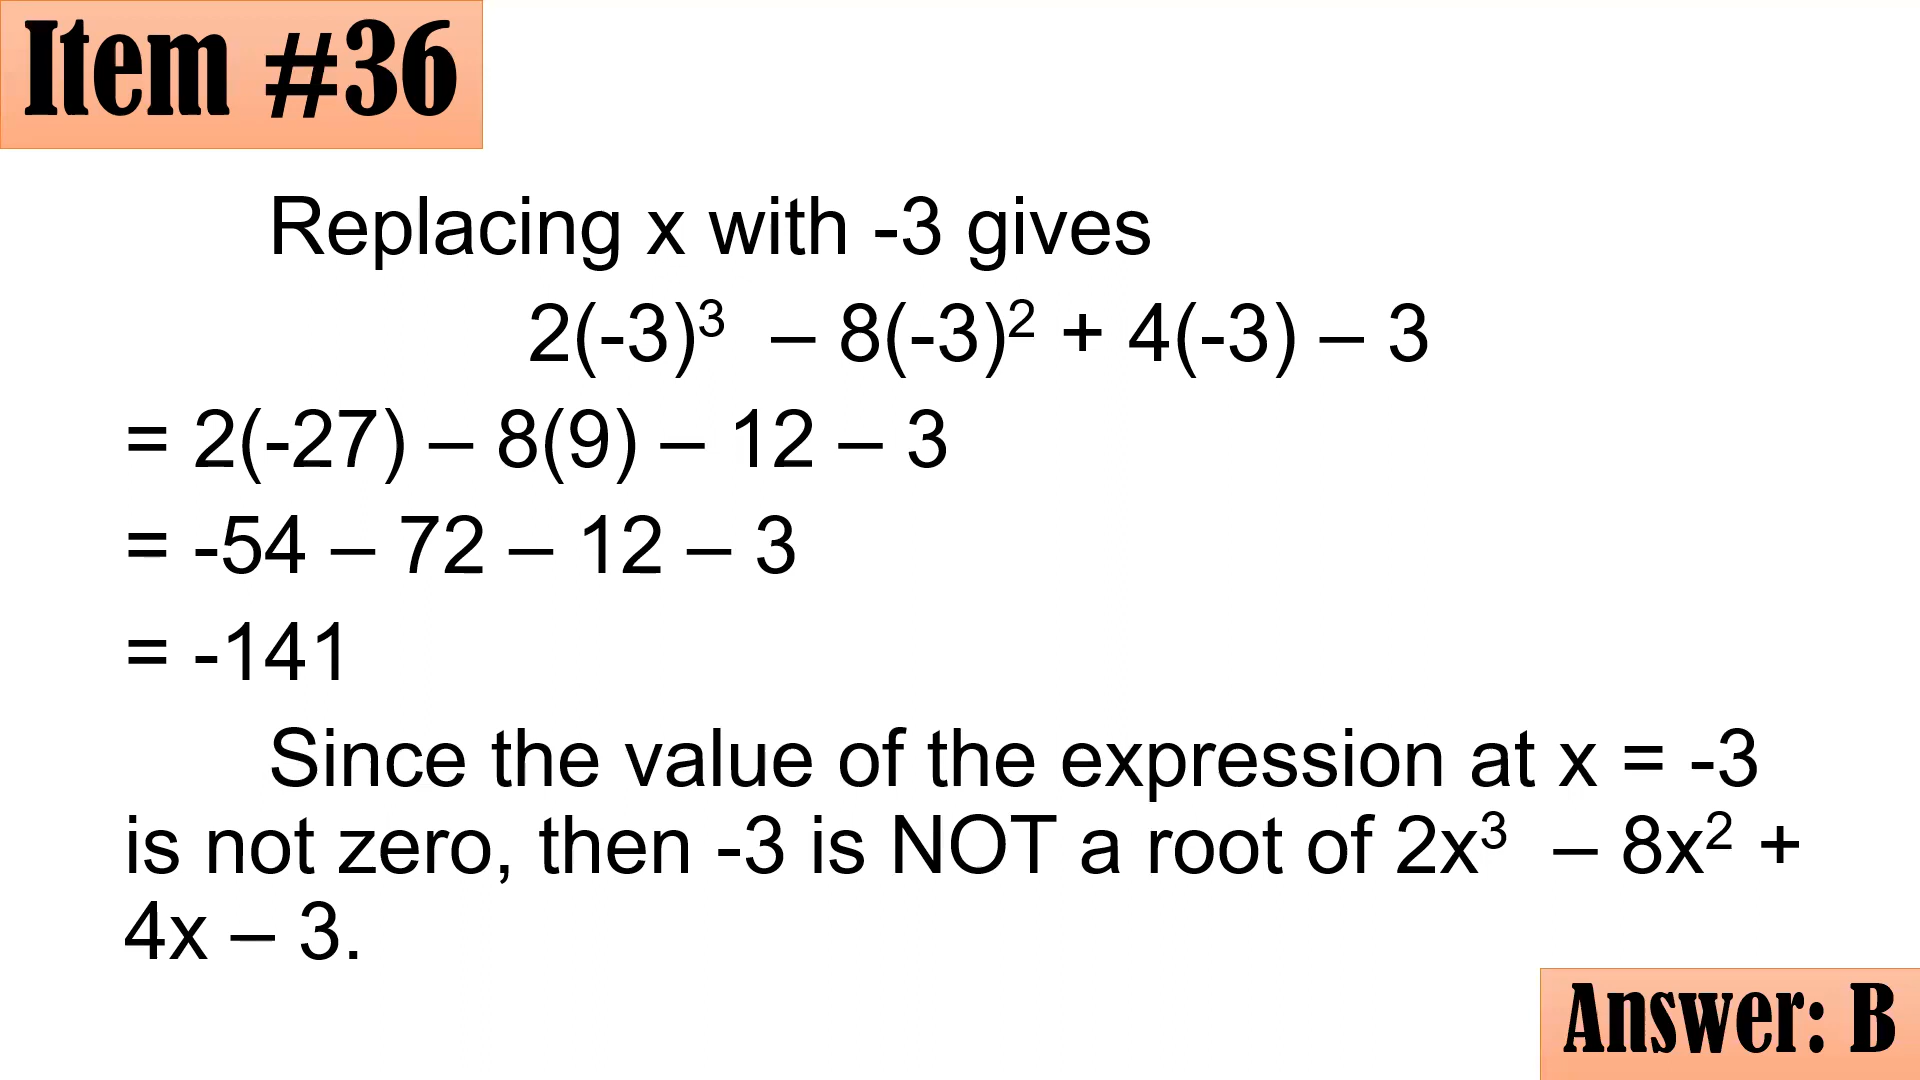 Item #36
Replacing x with -3 gives
2(-3)³ – 8(-3)² + 4(-3) – 3
= 2(-27) – 8(9) – 12 – 3
= -54 – 72 – 12 – 3
= -141
Since the value of the expression at x = -3
is not zero, then -3 is NOT a root of 2x³ – 8x² +
4x – 3.
Answer: B